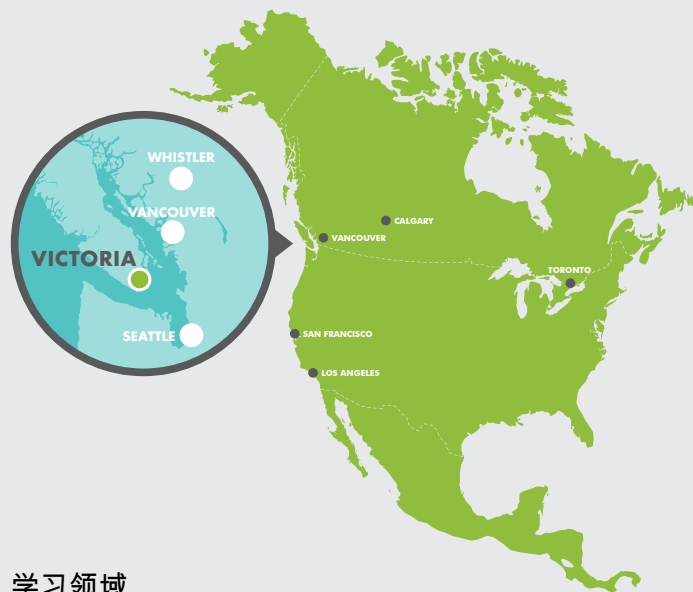 WHISTLER
VANCOUVER
VICTORIA
SEATTLE
CALGARY
VANCOUVER
TORONTO
SAN FRANCISCO
LOS ANGELES
学习领域